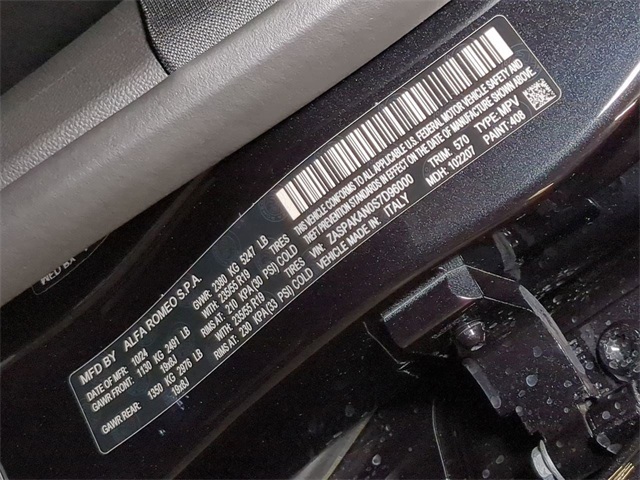 MFD BY ALFA ROMEO S.P.A.
DATE OF MFR: 1024 GVWR: 2380 KG 5247 LB
GAWR FRONT: 1130 KG 2491 LB WITH: 235/55 R19 TIRES
19x8J RIMS AT: 210 KPA (30 PSI) COLD
GAWR REAR: 1350 KG 2976 LB WITH: 235/55 R19 TIRES
19x8J RIMS AT: 230 KPA (33 PSI) COLD
THIS VEHICLE CONFORMS TO ALL APPLICABLE U.S. FEDERAL MOTOR VEHICLE SAFETY AND
THEFT PREVENTION STANDARDS IN EFFECT ON THE DATE OF MANUFACTURE SHOWN ABOVE.
VIN: ZASPAKAN0S7D96000 TRIM: 570 TYPE: MPV
VEHICLE MADE IN: ITALY MDH: 102207 PAINT: 408